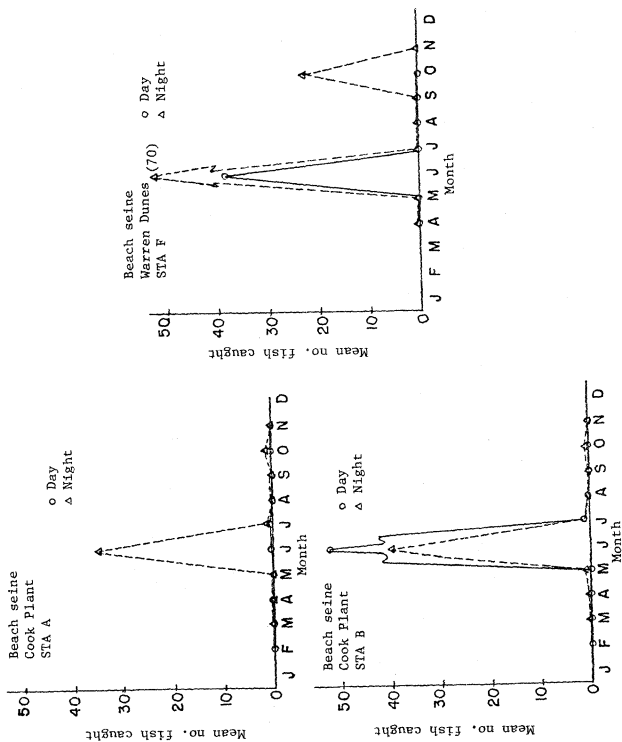 Beach seine
Cook Plant
STA A
o Day
△ Night
50
40
30
20
10
0
Mean no. fish caught
J F M A M J J A S O N D
Month
Beach seine
Cook Plant
STA B
o Day
△ Night
50
40
30
20
10
0
Mean no. fish caught
J F M A M J J A S O N D
Month
Beach seine
Warren Dunes
STA F
(70)
o Day
△ Night
50
40
30
20
10
0
Mean no. fish caught
J F M A M J J A S O N D
Month